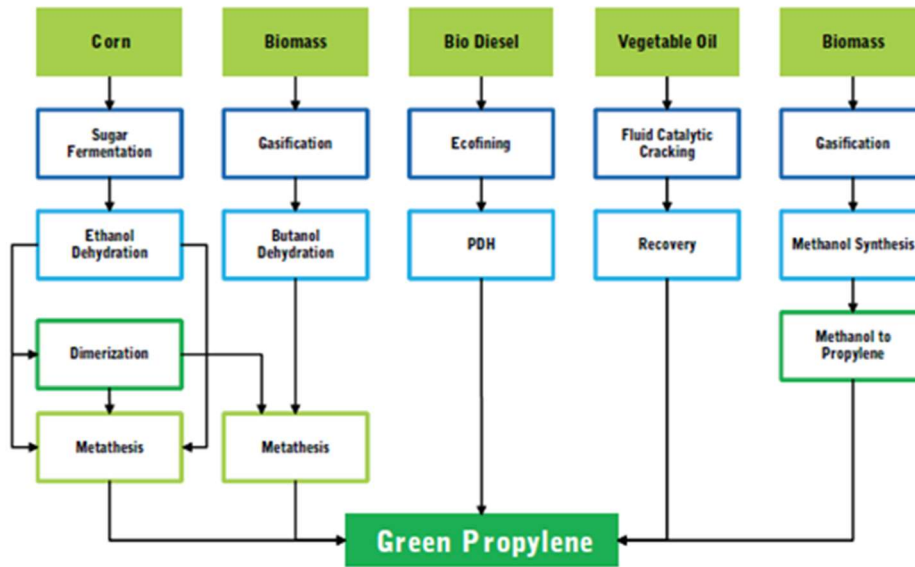 Corn
Biomass
Bio Diesel
Vegetable Oil
Biomass
Sugar
Fermentation
Gasification
Ecofining
Fluid Catalytic
Cracking
Gasification
Ethanol
Dehydration
Butanol
Dehydration
PDH
Recovery
Methanol Synthesis
Dimerization
Methanol to
Propylene
Metathesis
Metathesis
Green Propylene